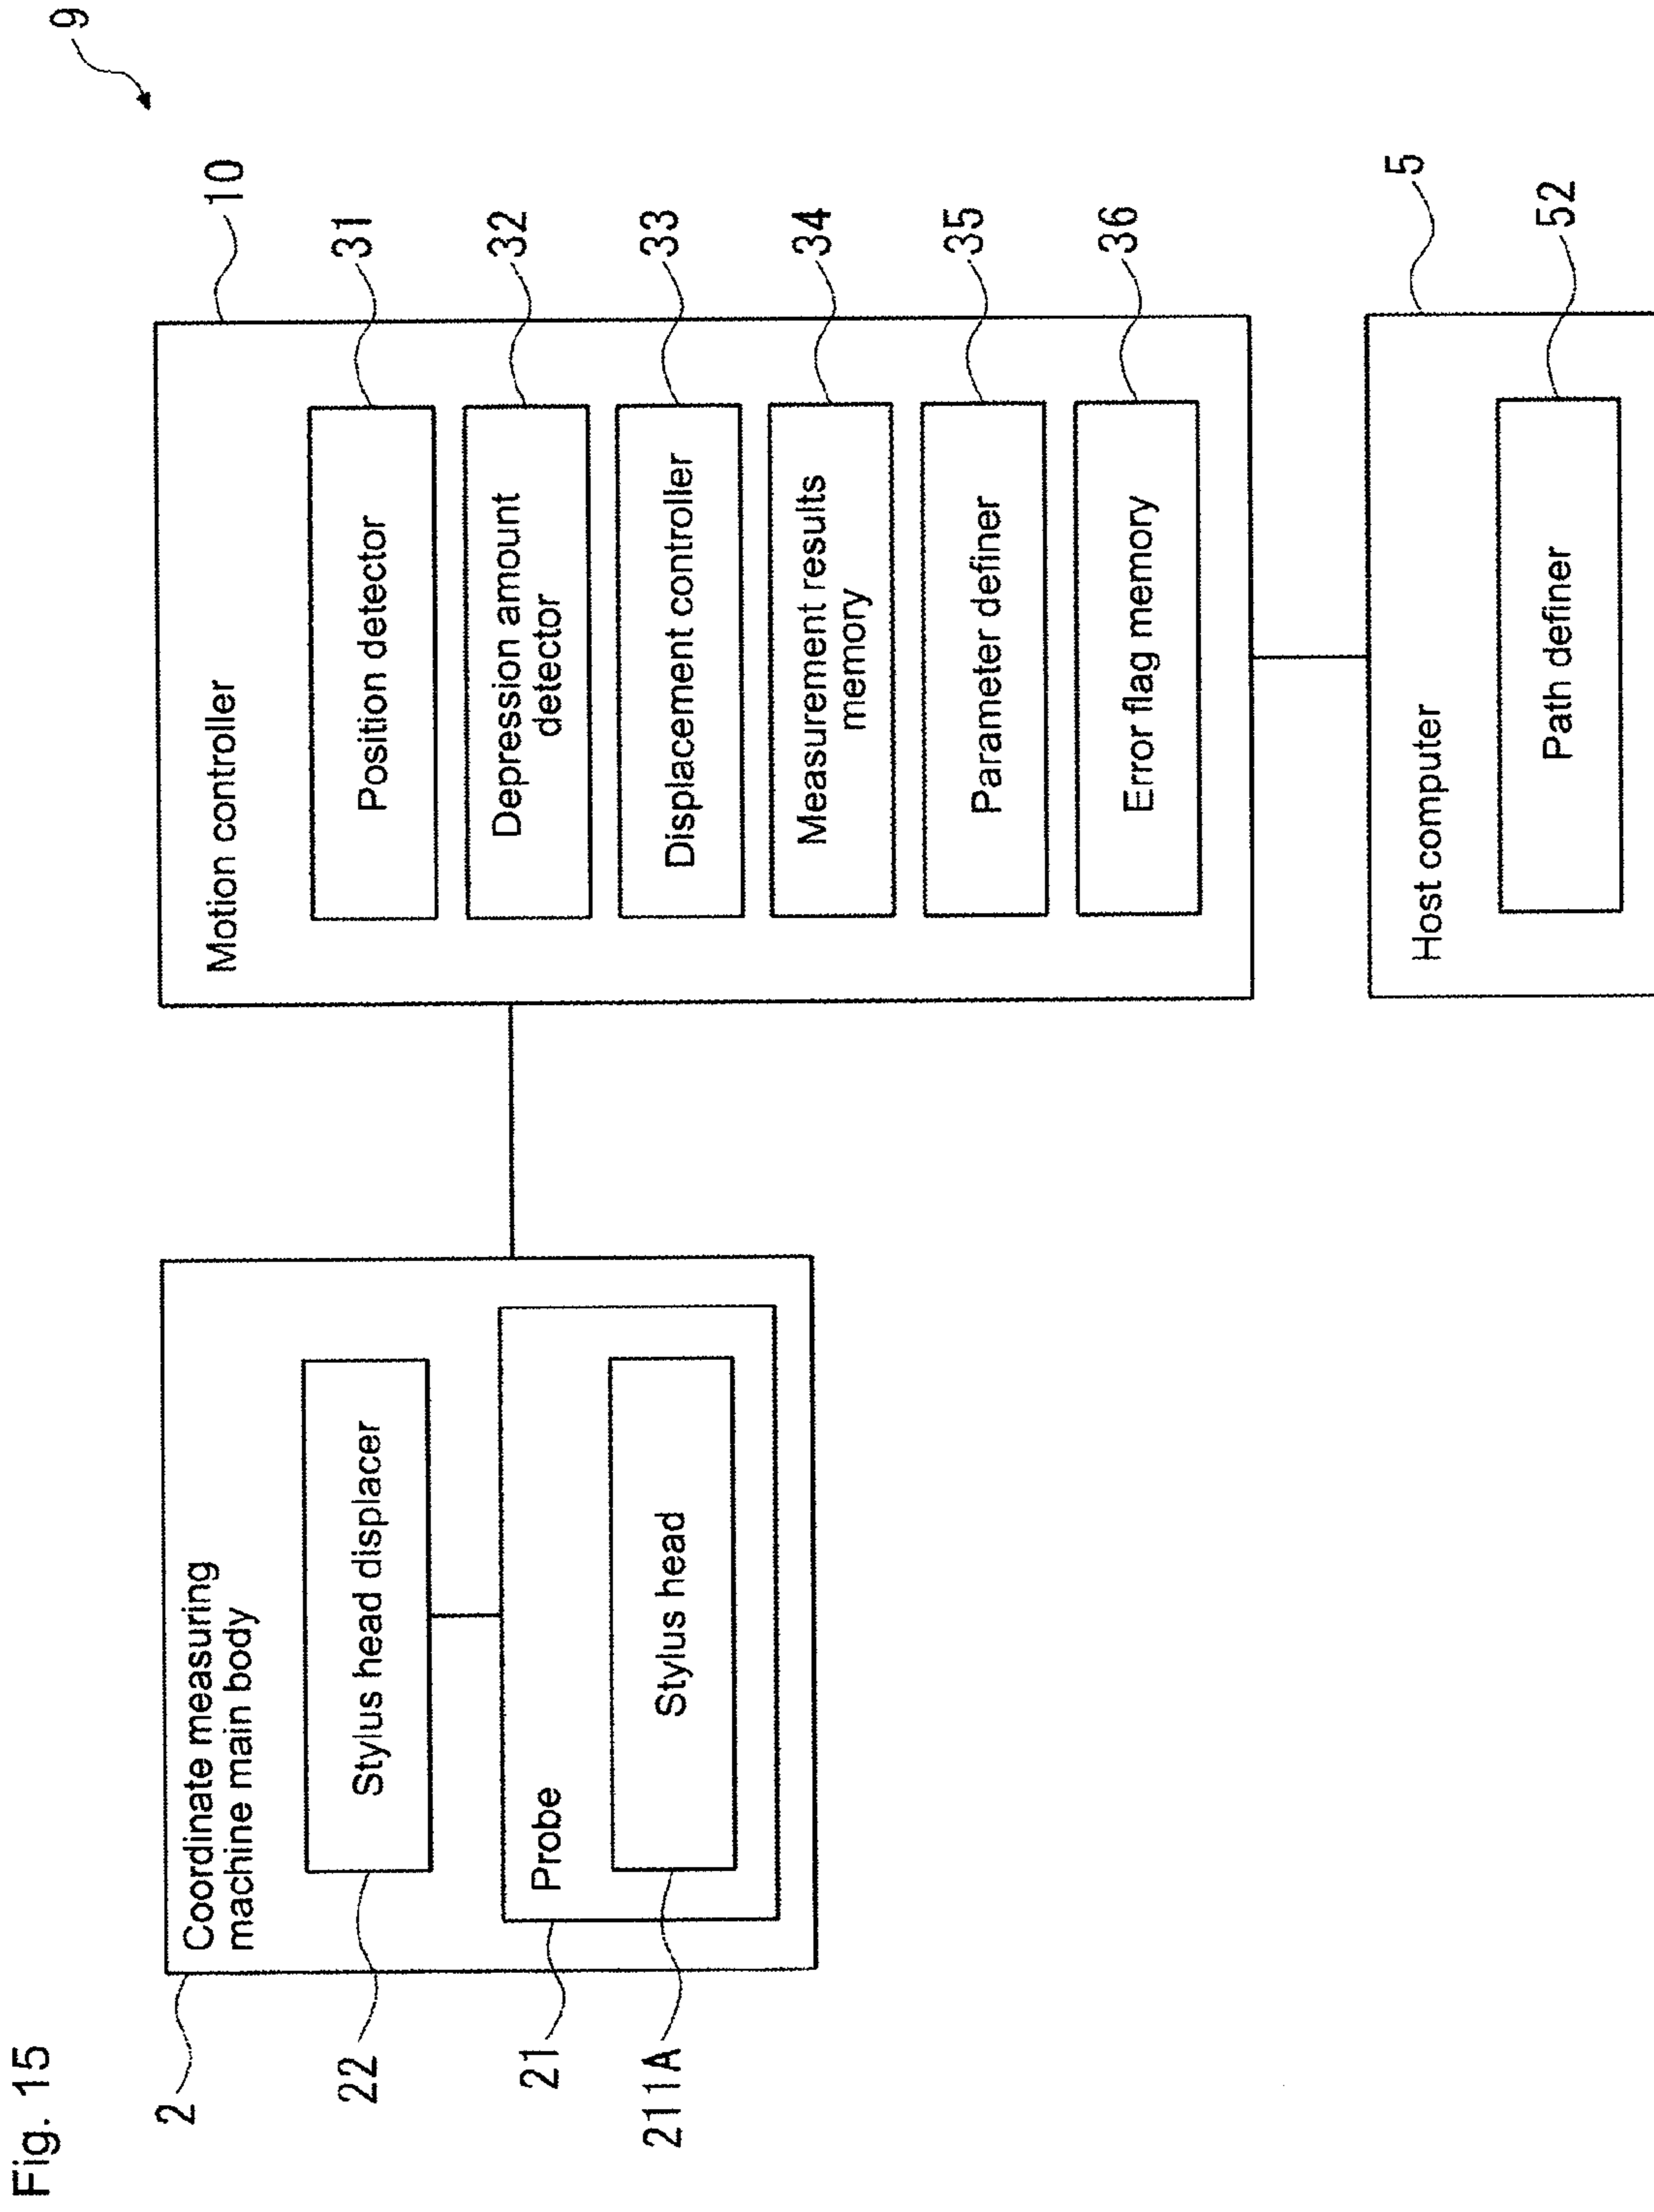 Fig. 15
9
2
Coordinate measuring
machine main body
22
Stylus head displacer
21
Probe
211A
Stylus head
10
Motion controller
31
Position detector
32
Depression amount
detector
33
Displacement controller
34
Measurement results
memory
35
Parameter definer
36
Error flag memory
5
Host computer
52
Path definer